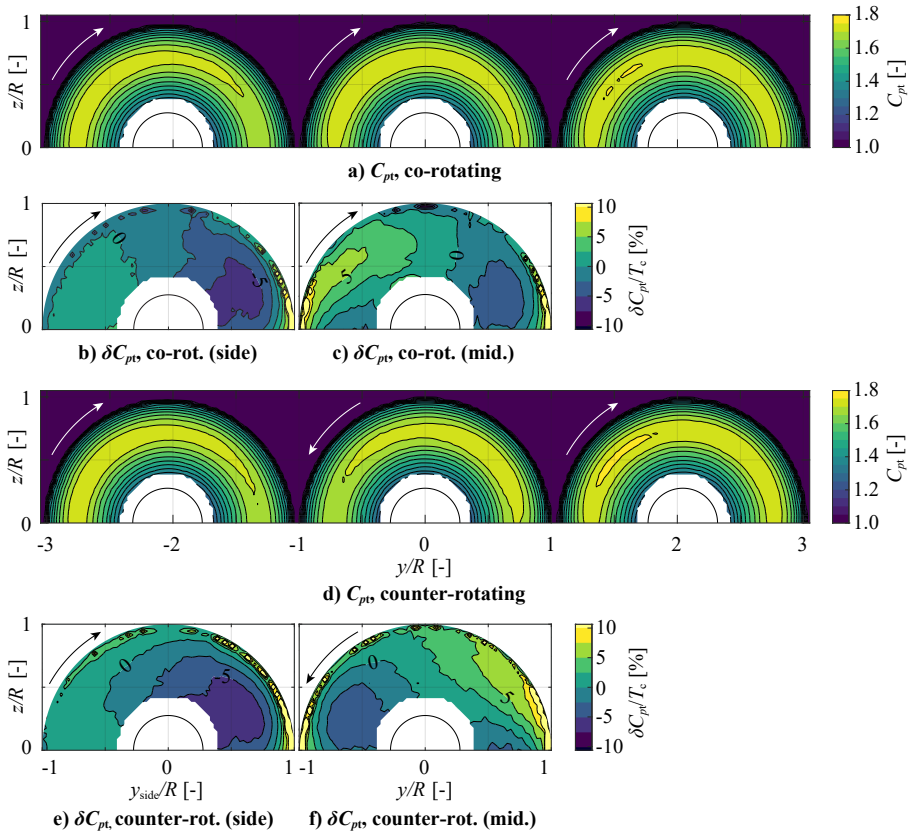 1
z/R [-]
0
1.8
1.6
1.4
1.2
1.0
C_pt [-]
a) C_pt, co-rotating
1
z/R [-]
0
0
-5
5
0
10
5
0
-5
-10
δC_pt/T_c [%]
b) δC_pt, co-rot. (side)
c) δC_pt, co-rot. (mid.)
1
z/R [-]
0
1.8
1.6
1.4
1.2
1.0
C_pt [-]
-3 -2 -1 0 1 2 3
y/R [-]
d) C_pt, counter-rotating
1
z/R [-]
0
0
-5
0
5
10
5
0
-5
-10
δC_pt/T_c [%]
-1 0 1
-1 0 1
y_side/R [-]
y/R [-]
e) δC_pt, counter-rot. (side)
f) δC_pt, counter-rot. (mid.)